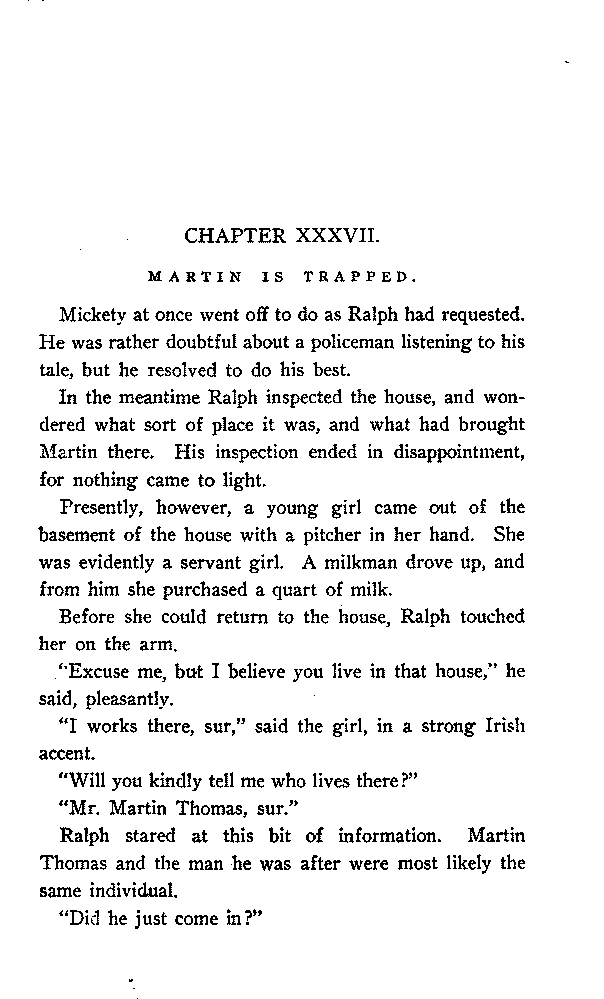 CHAPTER XXXVII.
MARTIN IS TRAPPED.
Mickety at once went off to do as Ralph had requested.
He was rather doubtful about a policeman listening to his
tale, but he resolved to do his best.
In the meantime Ralph inspected the house, and won-
dered what sort of place it was, and what had brought
Martin there. His inspection ended in disappointment,
for nothing came to light.
Presently, however, a young girl came out of the
basement of the house with a pitcher in her hand. She
was evidently a servant girl. A milkman drove up, and
from him she purchased a quart of milk.
Before she could return to the house, Ralph touched
her on the arm.
"Excuse me, but I believe you live in that house," he
said, pleasantly.
"I works there, sur," said the girl, in a strong Irish
accent.
"Will you kindly tell me who lives there?"
"Mr. Martin Thomas, sur."
Ralph stared at this bit of information. Martin
Thomas and the man he was after were most likely the
same individual.
"Did he just come in?"